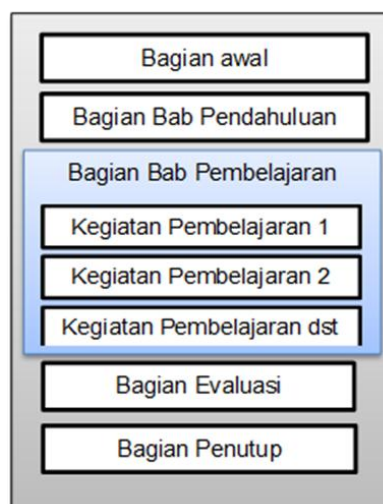 Bagian awal
Bagian Bab Pendahuluan
Bagian Bab Pembelajaran
Kegiatan Pembelajaran 1
Kegiatan Pembelajaran 2
Kegiatan Pembelajaran dst
Bagian Evaluasi
Bagian Penutup